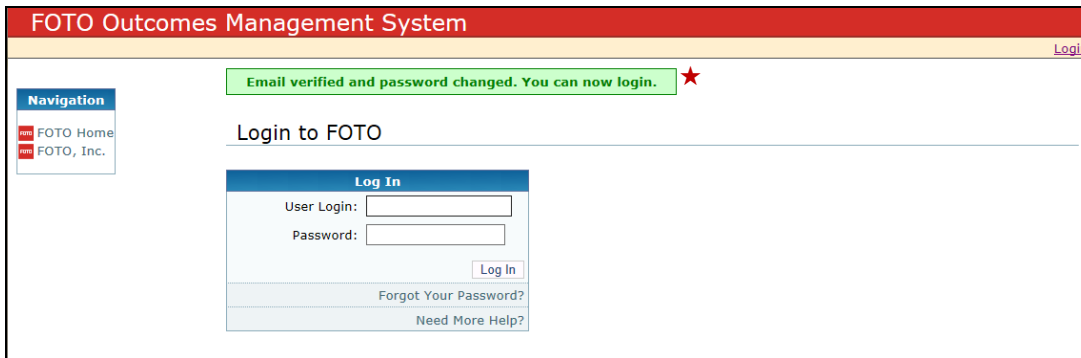 FOTO Outcomes Management System
Logi
Email verified and password changed. You can now login.
Navigation
FOTO Home
FOTO, Inc.
Login to FOTO
Log In
User Login:
Password:
Log In
Forgot Your Password?
Need More Help?